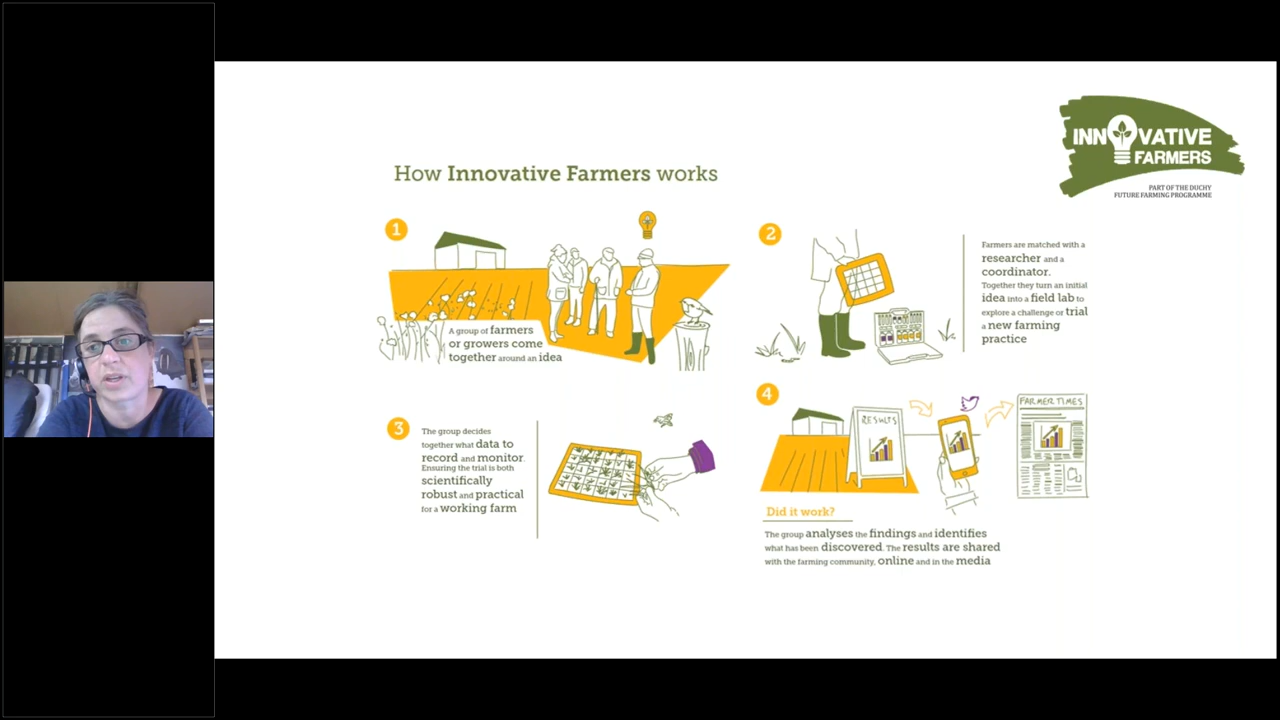 INNOVATIVE
FARMERS
PART OF THE DUCHY
FUTURE FARMING PROGRAMME
How Innovative Farmers works
1
A group of farmers
or growers come
together around an idea
2
Farmers are matched with a
researcher and a
coordinator.
Together they turn an initial
idea into a field lab to
explore a challenge or trial
a new farming
practice
3
The group decides
together what data to
record and monitor.
Ensuring the trial is both
scientifically
robust and practical
for a working farm
4
RESULTS
FARMER TIMES
Did it work?
The group analyses the findings and identifies
what has been discovered. The results are shared
with the farming community, online and in the media